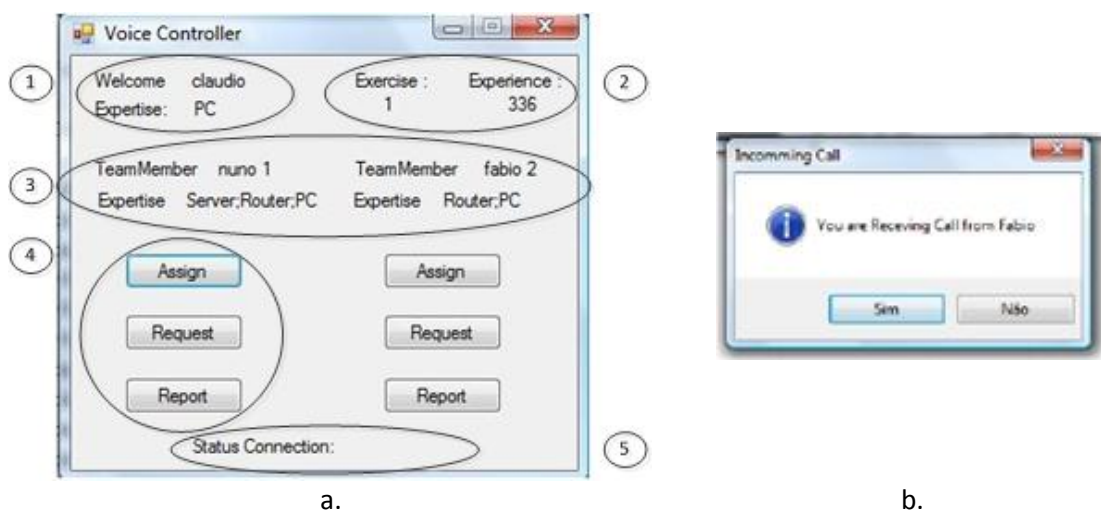 Voice Controller
1
Welcome claudio
Expertise: PC
Exercise : Experience :
1 336
2
3
TeamMember nuno 1 TeamMember fabio 2
Expertise Server;Router;PC Expertise Router;PC
4
Assign Assign
Request Request
Report Report
Status Connection:
5
a.
Incomming Call
You are Receving Call from Fabio
Sim Não
b.